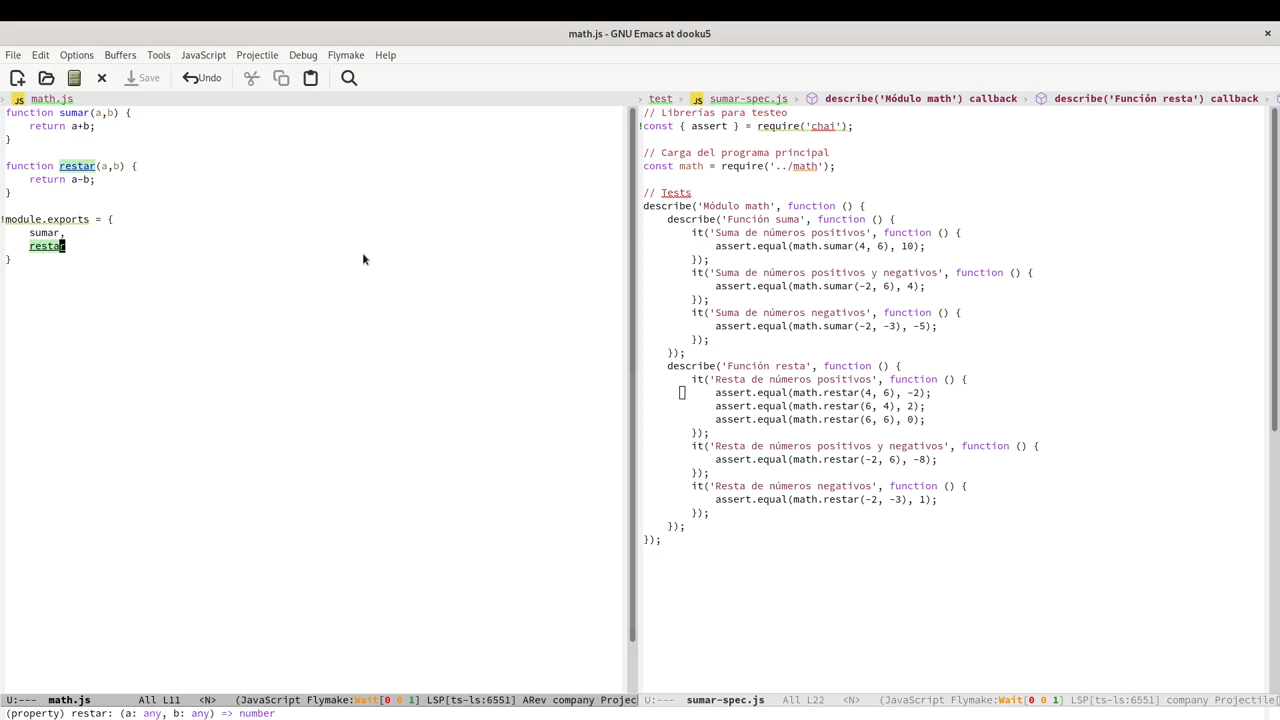 math.js - GNU Emacs at dooku5
File Edit Options Buffers Tools JavaScript Projectile Debug Flymake Help
Save Undo
JS math.js
function sumar(a,b) {
    return a+b;
}

function restar(a,b) {
    return a-b;
}

!module.exports = {
    sumar,
    restar
}
U:--- math.js All L11 <N> (JavaScript Flymake:Wait[0 0 1] LSP[ts-ls:6551] ARev company Projec
test › JS sumar-spec.js › describe('Módulo math') callback › describe('Función resta') callback ›
// Librerías para testeo
!const { assert } = require('chai');

// Carga del programa principal
const math = require('../math');

// Tests
describe('Módulo math', function () {
    describe('Función suma', function () {
        it('Suma de números positivos', function () {
            assert.equal(math.sumar(4, 6), 10);
        });
        it('Suma de números positivos y negativos', function () {
            assert.equal(math.sumar(-2, 6), 4);
        });
        it('Suma de números negativos', function () {
            assert.equal(math.sumar(-2, -3), -5);
        });
    });
    describe('Función resta', function () {
        it('Resta de números positivos', function () {
            assert.equal(math.restar(4, 6), -2);
            assert.equal(math.restar(6, 4), 2);
            assert.equal(math.restar(6, 6), 0);
        });
        it('Resta de números positivos y negativos', function () {
            assert.equal(math.restar(-2, 6), -8);
        });
        it('Resta de números negativos', function () {
            assert.equal(math.restar(-2, -3), 1);
        });
    });
});
U:--- sumar-spec.js All L22 <N> (JavaScript Flymake:Wait[0 0 1] LSP[ts-ls:6551] company Projectile
(property) restar: (a: any, b: any) => number